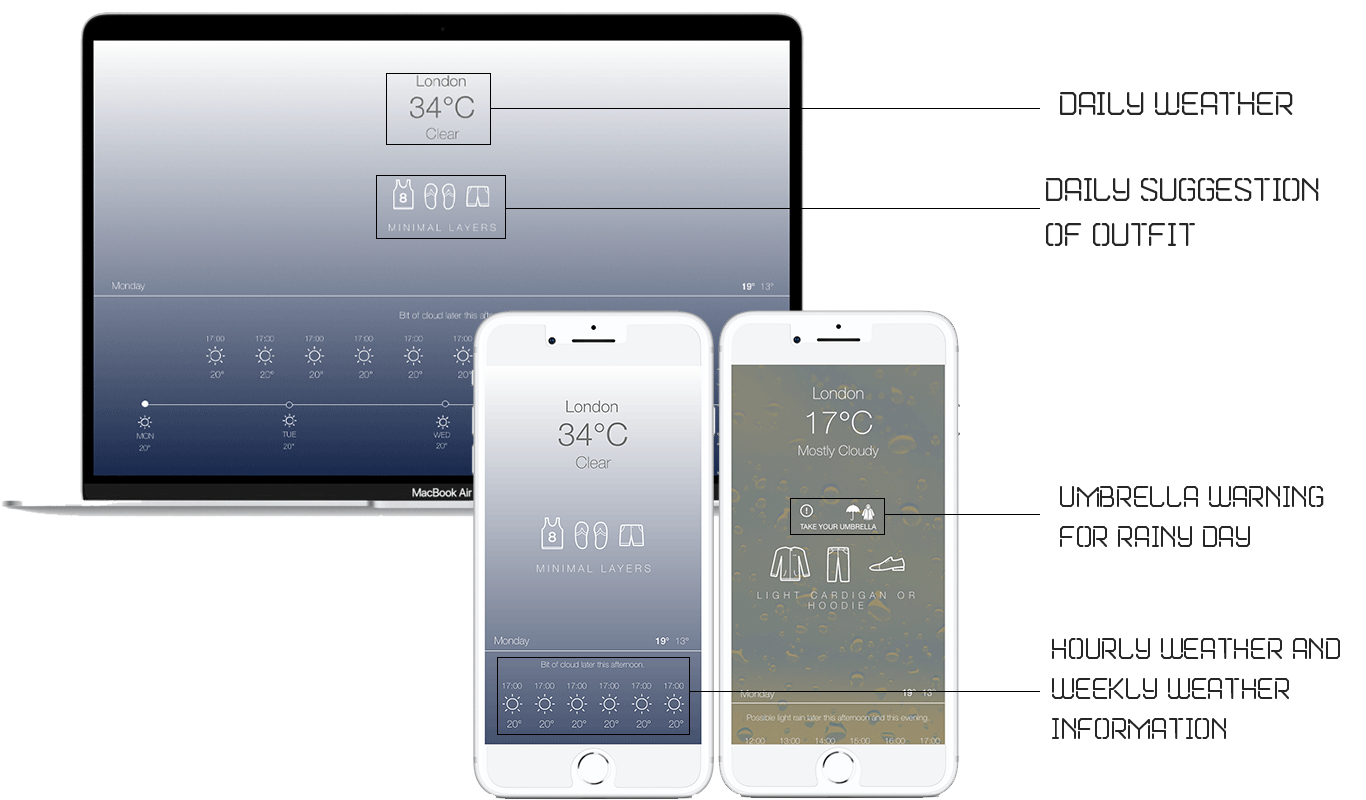 London
34°C
Clear
8
MINIMAL LAYERS
Monday 19° 13°
Bit of cloud later this
17:00 17:00 17:00 17:00 17:00 17:00
20° 20° 20° 20° 20° 20°
MON TUE WED
20° 20° 20°
MacBook Air
London
34°C
Clear
8
MINIMAL LAYERS
Monday 19° 13°
Bit of cloud later this afternoon.
17:00 17:00 17:00 17:00 17:00 17:00
20° 20° 20° 20° 20° 20°
London
17°C
Mostly Cloudy
TAKE YOUR UMBRELLA
LIGHT CARDIGAN OR
HOODIE
Monday 19° 13°
Possible light rain later this afternoon and this evening.
12:00 13:00 14:00 15:00 16:00 17:00
DAILY WEATHER
DAILY SUGGESTION
OF OUTFIT
UMBRELLA WARNING
FOR RAINY DAY
HOURLY WEATHER AND
WEEKLY WEATHER
INFORMATION